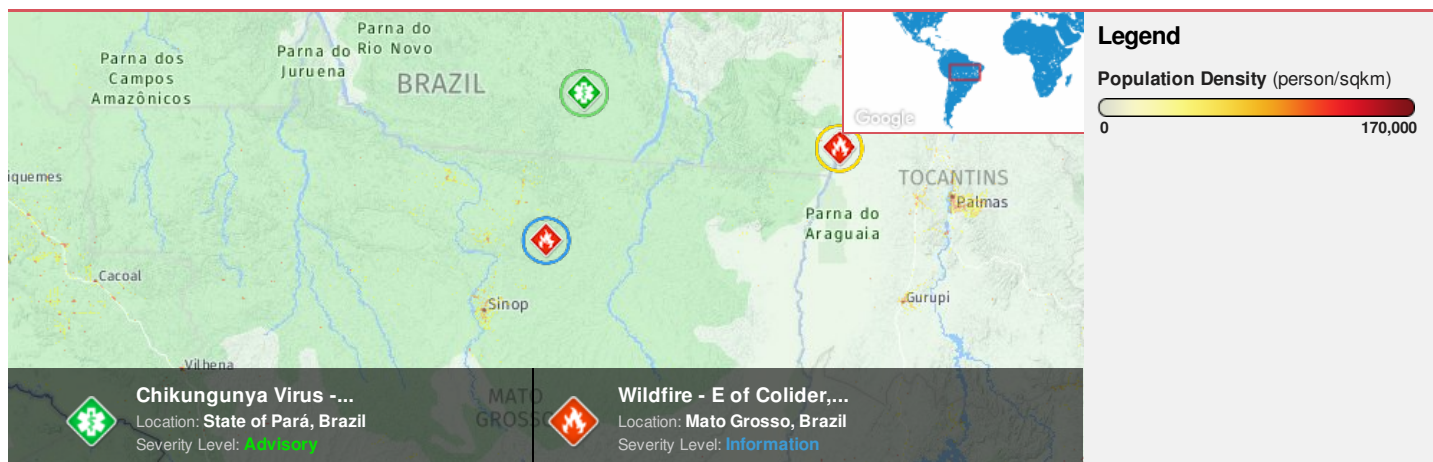 Parna do
Rio Novo
Parna do
Juruena
Parna dos
Campos
Amazônicos
BRAZIL
Google
iquemes
TOCANTINS
Palmas
Parna do
Araguaia
Cacoal
Sinop
Gurupi
Vilhena
MATO
GROSSO
Chikungunya Virus -...
Location: State of Pará, Brazil
Severity Level: Advisory
Wildfire - E of Colider,...
Location: Mato Grosso, Brazil
Severity Level: Information
Legend
Population Density (person/sqkm)
0 170,000